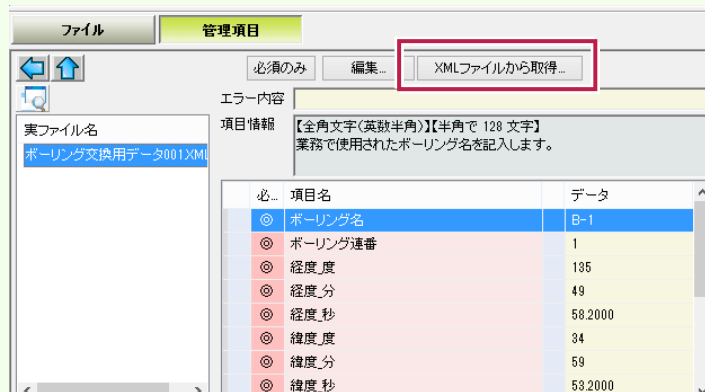 ファイル
管理項目
必須のみ
編集...
XMLファイルから取得...
エラー内容
実ファイル名
ボーリング交換用データ001XML
項目情報
【全角文字(英数半角)】【半角で 128 文字】
業務で使用されたボーリング名を記入します。
必... 項目名 データ
◎ ボーリング名 B-1
◎ ボーリング連番 1
◎ 経度_度 135
◎ 経度_分 49
◎ 経度_秒 58.2000
◎ 緯度_度 34
◎ 緯度_分 59
◎ 緯度_秒 53.2000